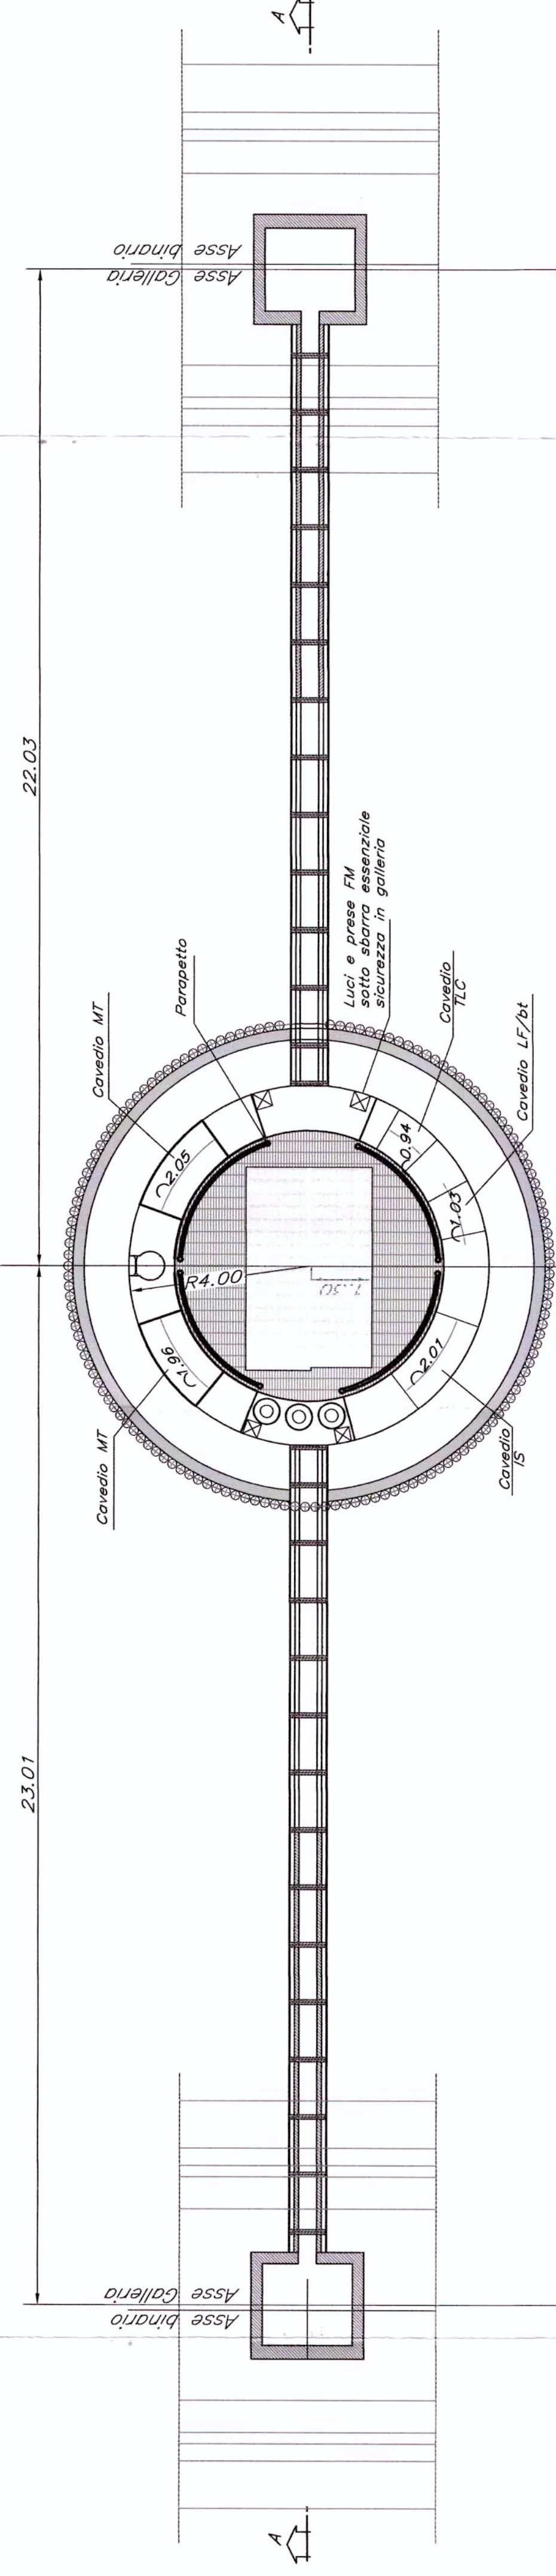 A
Asse binario
Asse Galleria
22.03
Luci e prese FM
sotto sbarra essenziale
sicurezza in galleria
Parapetto
Cavedio
TLC
Cavedio MT
Cavedio LF/bt
2.05
0.94
1.03
R4.00
1.96
2.01
Cavedio MT
Cavedio
IS
23.01
Asse Galleria
Asse binario
A